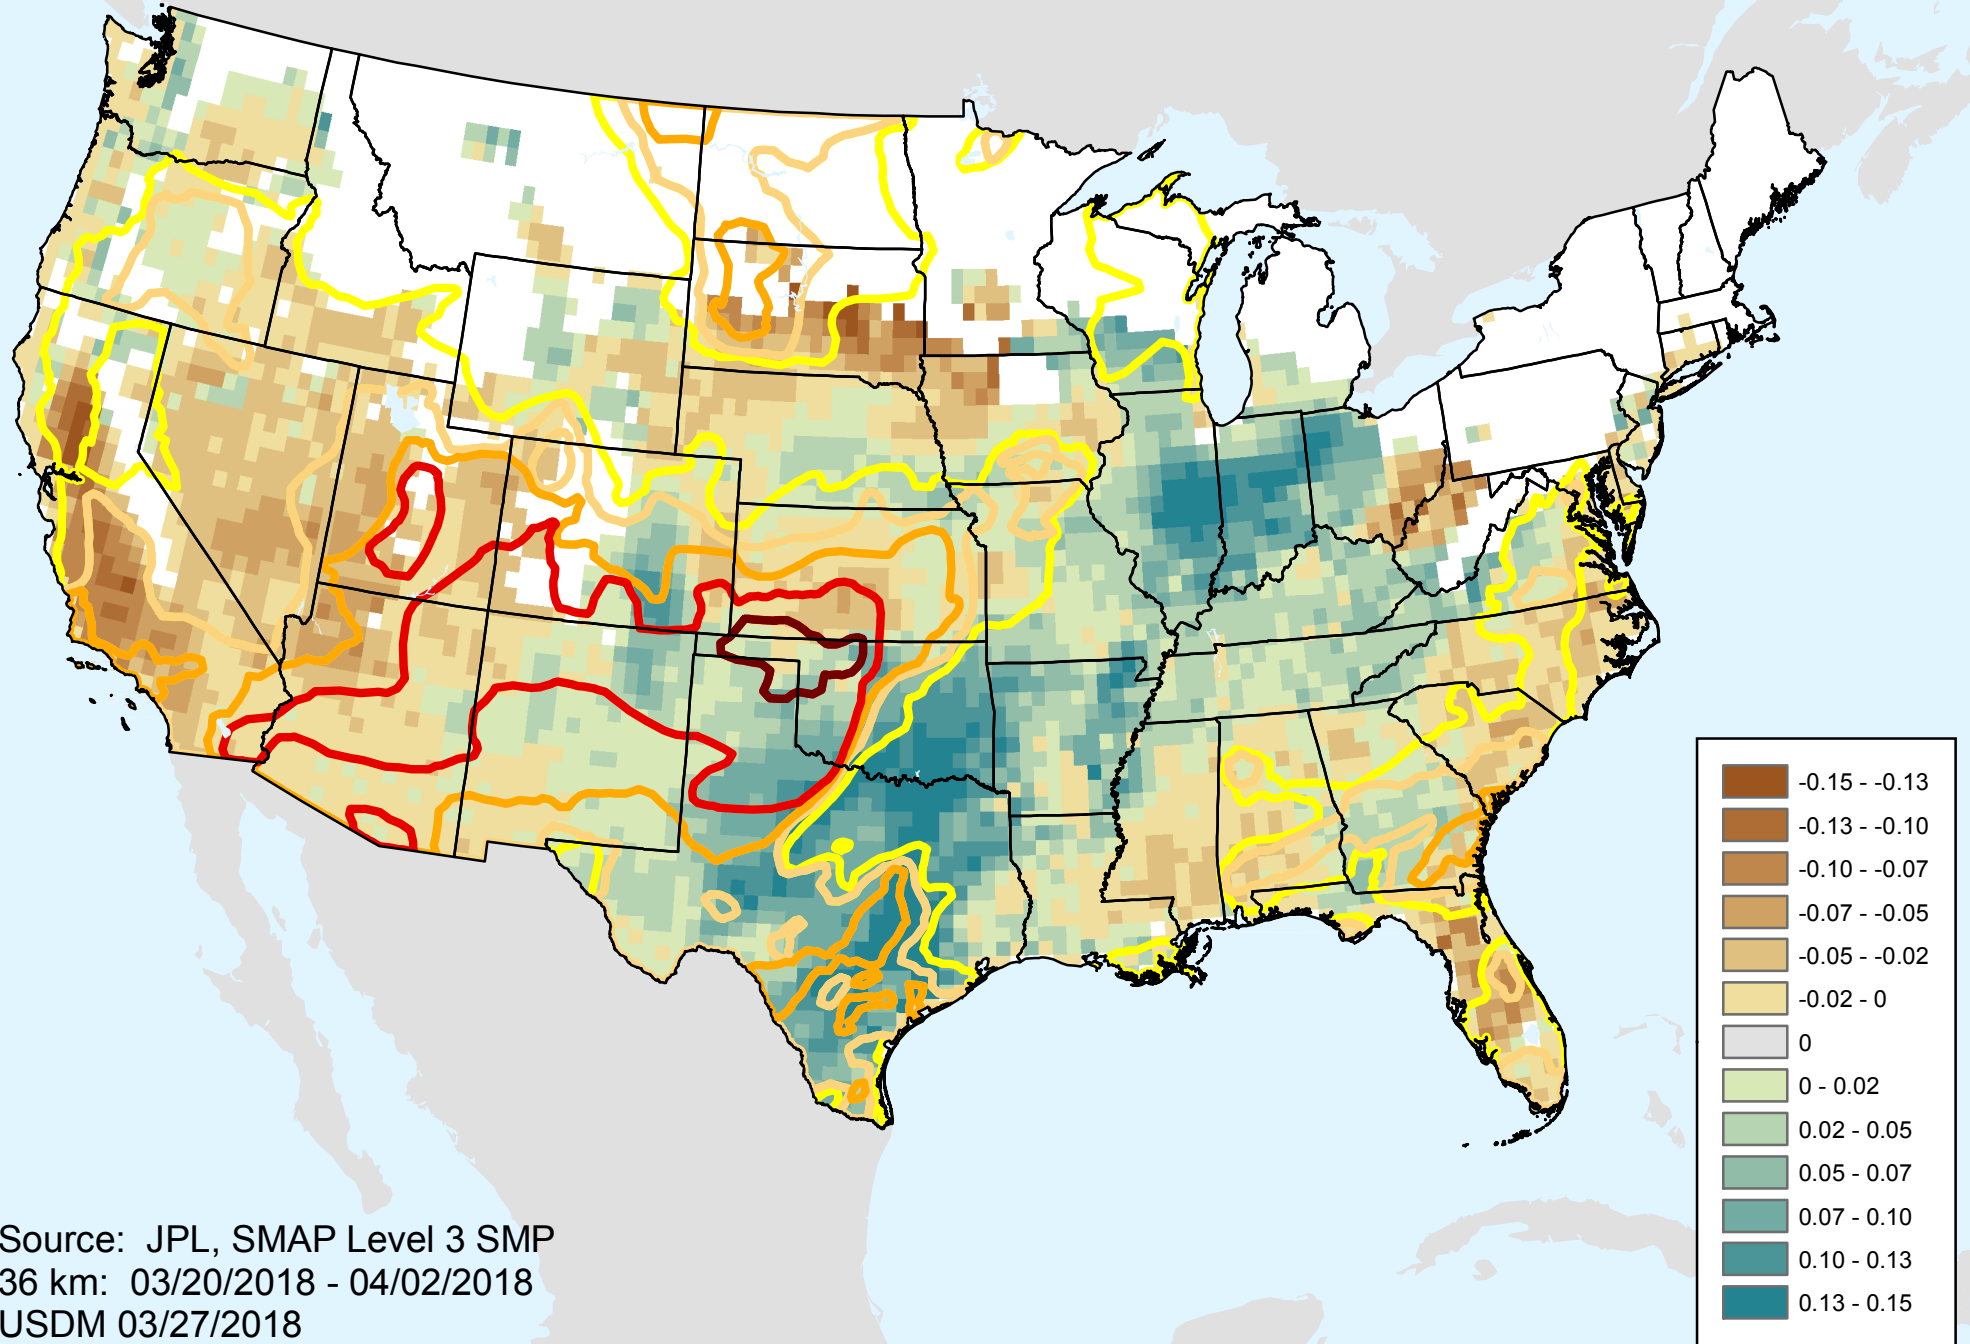 -0.15 - -0.13
-0.13 - -0.10
-0.10 - -0.07
-0.07 - -0.05
-0.05 - -0.02
-0.02 - 0
0
0 - 0.02
0.02 - 0.05
0.05 - 0.07
0.07 - 0.10
0.10 - 0.13
0.13 - 0.15
Source: JPL, SMAP Level 3 SMP
36 km: 03/20/2018 - 04/02/2018
USDM 03/27/2018